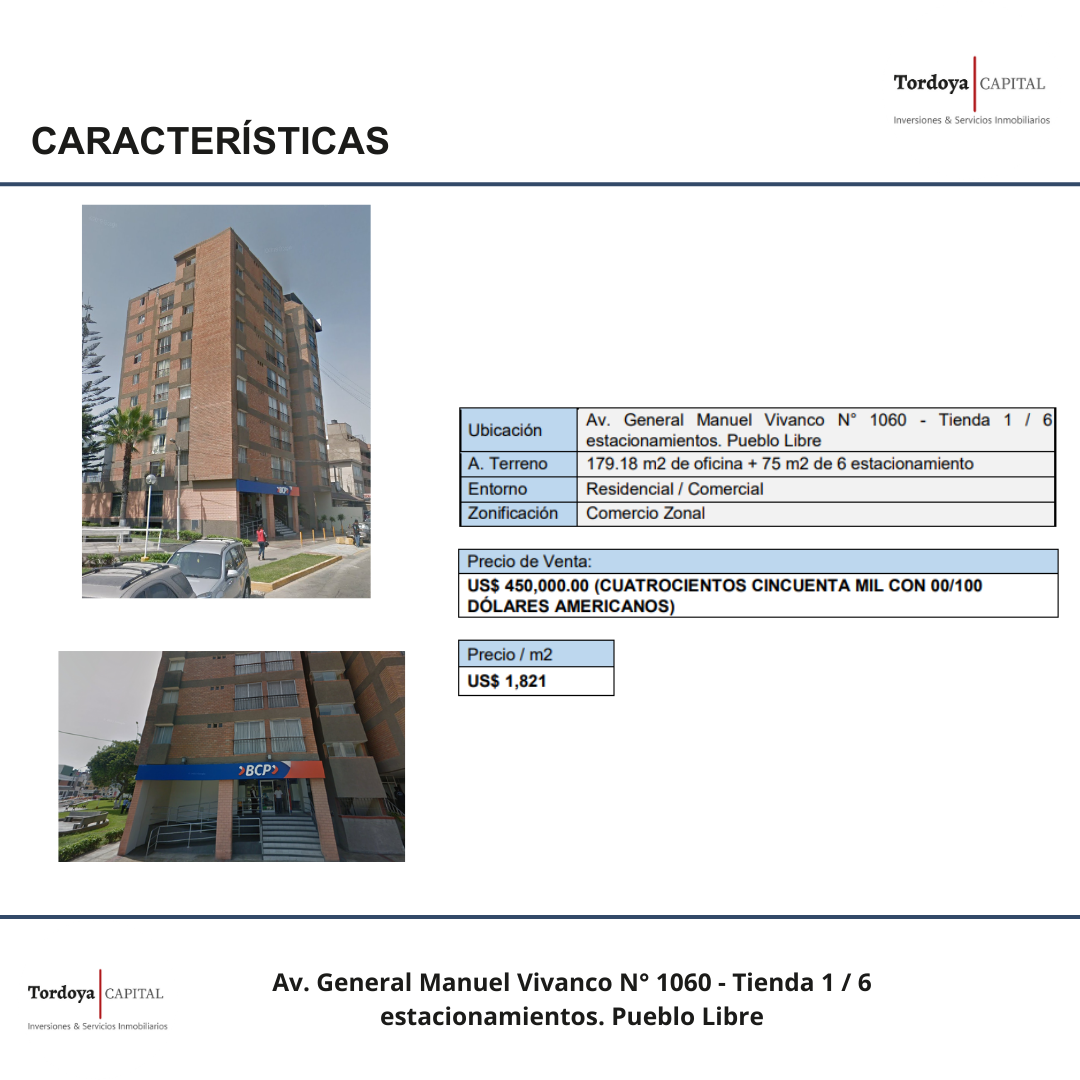 Tordoya CAPITAL
Inversiones & Servicios Inmobiliarios
CARACTERÍSTICAS
Ubicación
Av. General Manuel Vivanco N° 1060 - Tienda 1 / 6
estacionamientos. Pueblo Libre
A. Terreno
179.18 m2 de oficina + 75 m2 de 6 estacionamiento
Entorno
Residencial / Comercial
Zonificación
Comercio Zonal
Precio de Venta:
US$ 450,000.00 (CUATROCIENTOS CINCUENTA MIL CON 00/100
DÓLARES AMERICANOS)
Precio / m2
US$ 1,821
BCP
BCP
Tordoya CAPITAL
Inversiones & Servicios Inmobiliarios
Av. General Manuel Vivanco N° 1060 - Tienda 1 / 6
estacionamientos. Pueblo Libre